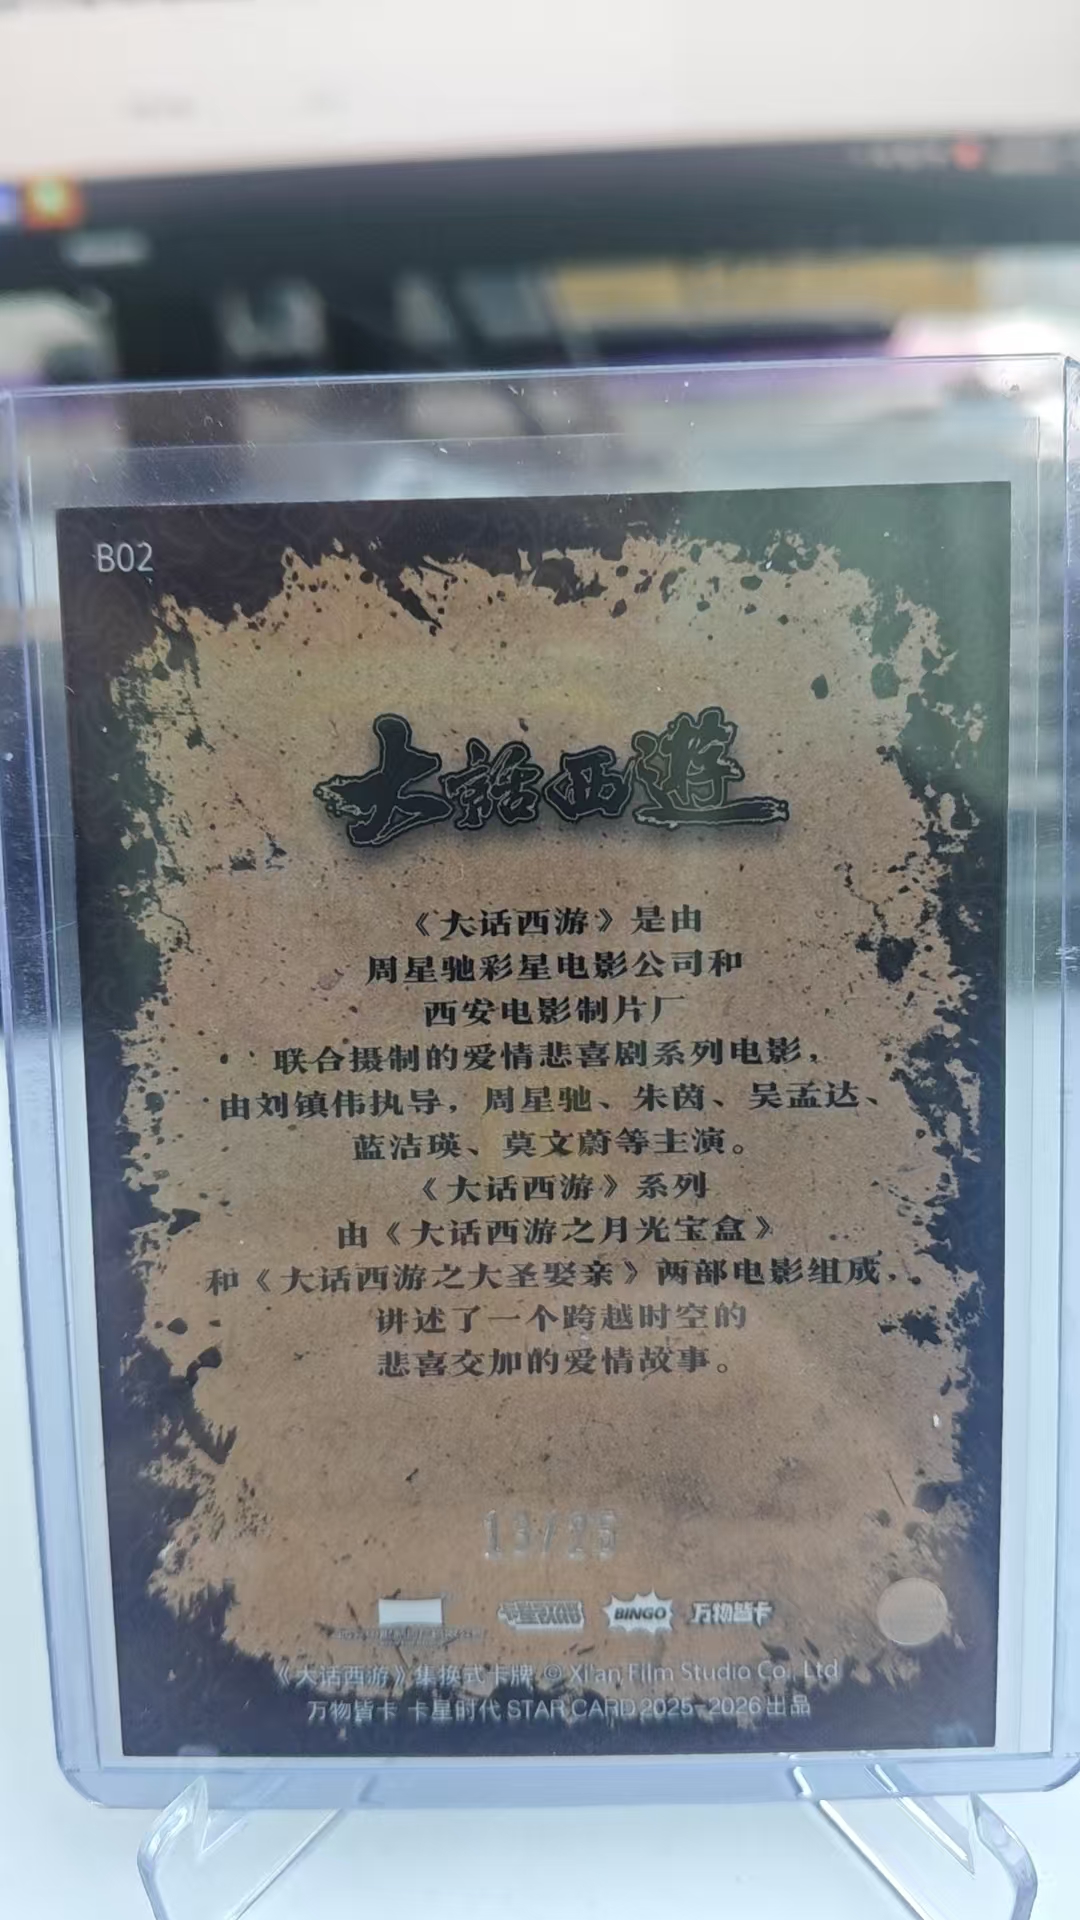 B02
大話西遊
《大话西游》是由
周星驰彩星电影公司和
西安电影制片厂
联合摄制的爱情悲喜剧系列电影，
由刘镇伟执导，周星驰、朱茵、吴孟达、
蓝洁瑛、莫文蔚等主演。
《大话西游》系列
由《大话西游之月光宝盒》
和《大话西游之大圣娶亲》两部电影组成，
讲述了一个跨越时空的
悲喜交加的爱情故事。
13/25
卡星时代 BINGO 万物皆卡
《大话西游》集换式卡牌 © Xi'an Film Studio Co., Ltd
万物皆卡 卡星时代 STAR CARD 2025-2026 出品